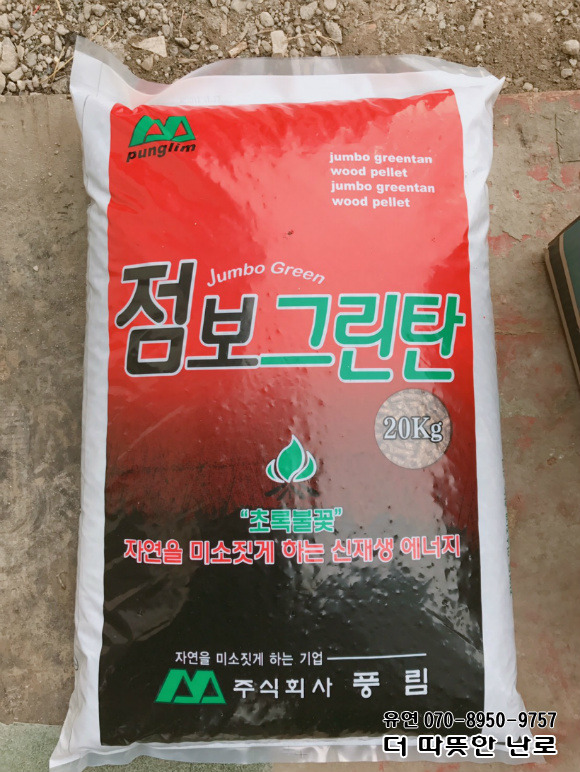 punglim
jumbo greentan
wood pellet
jumbo greentan
wood pellet
Jumbo Green
점보그린탄
20Kg
“초록불꽃”
자연을 미소짓게 하는 신재생 에너지
자연을 미소짓게 하는 기업
주식회사 풍림
유연 070-8950-9757
더 따뜻한 난로